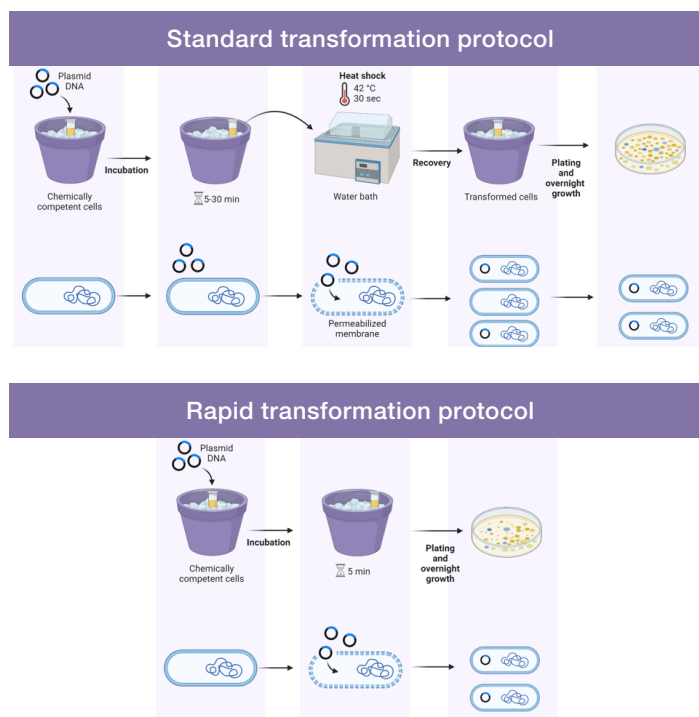 Standard transformation protocol
Plasmid
DNA
Chemically
competent cells
Incubation
5-30 min
Heat shock
42 °C
30 sec
Water bath
Recovery
Transformed cells
Plating
and
overnight
growth
Permeabilized
membrane
Rapid transformation protocol
Plasmid
DNA
Chemically
competent cells
Incubation
5 min
Plating
and
overnight
growth